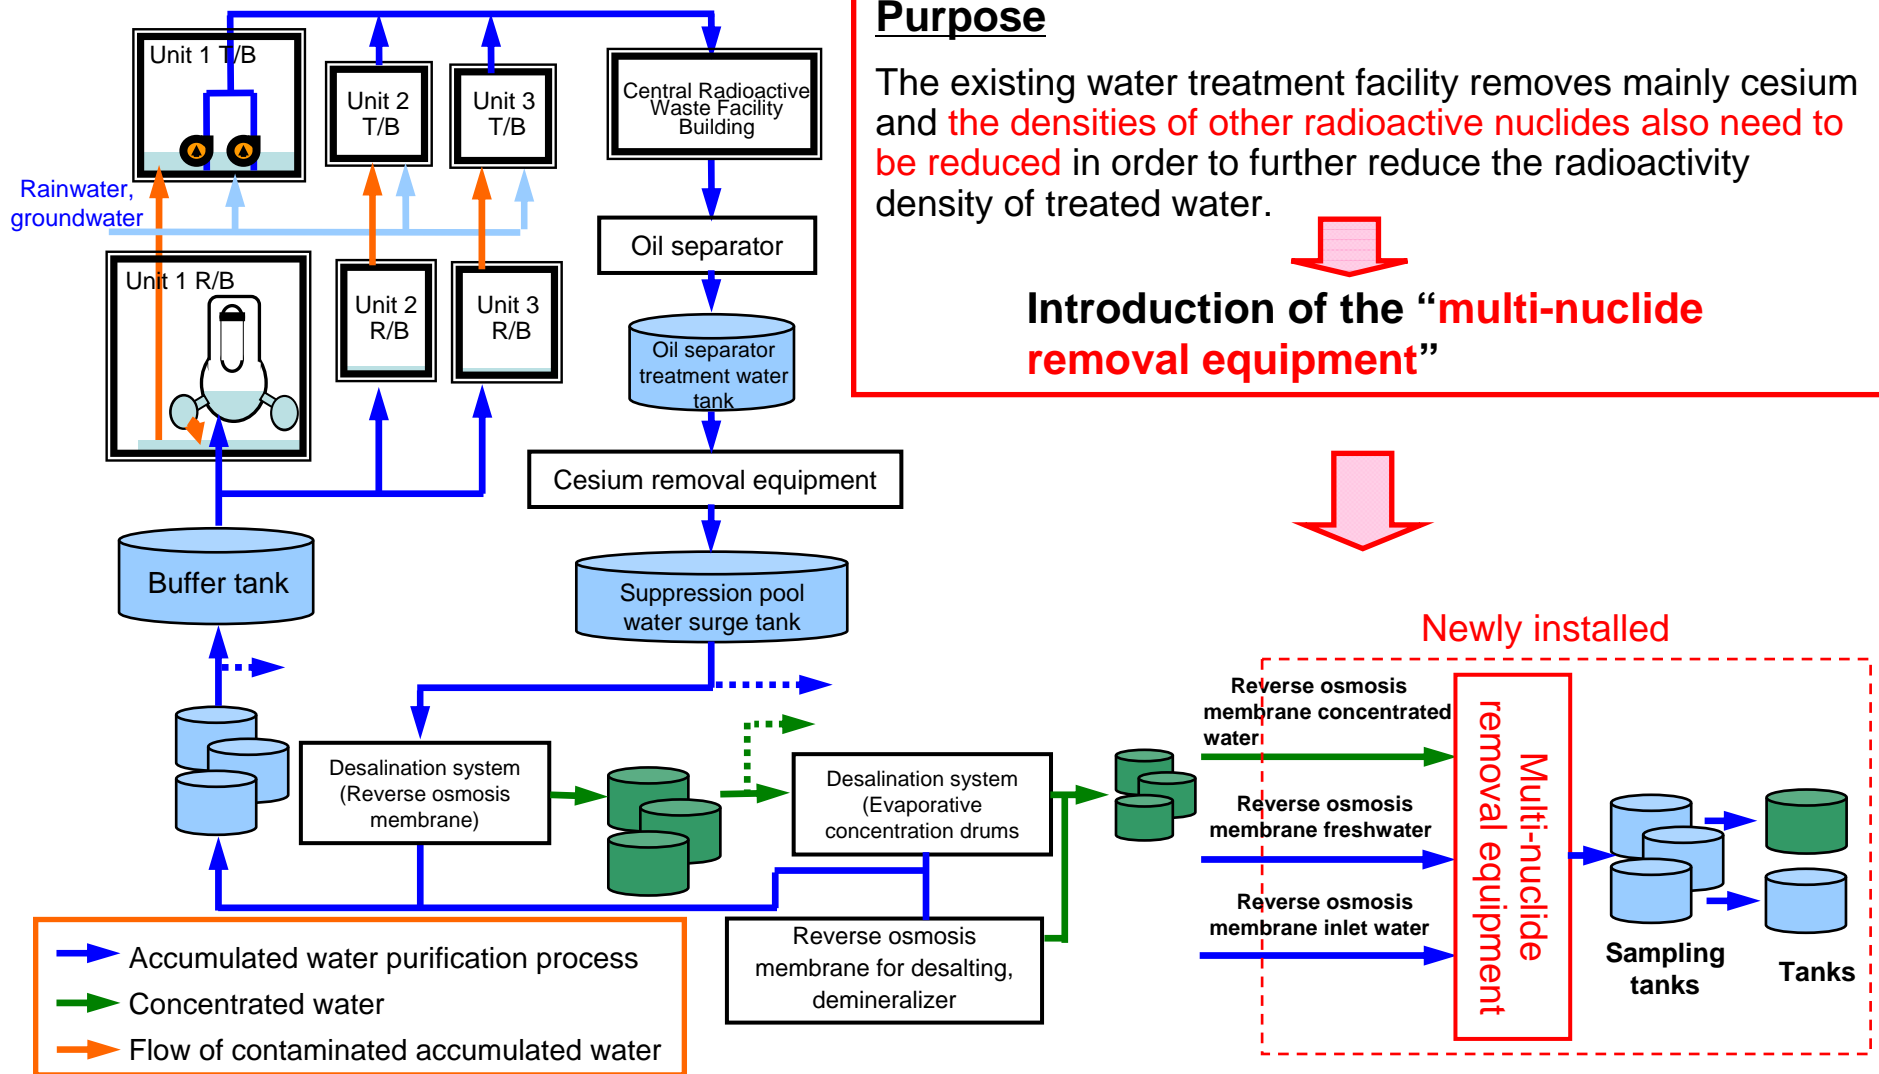 Purpose
The existing water treatment facility removes mainly cesium
and the densities of other radioactive nuclides also need to
be reduced in order to further reduce the radioactivity
density of treated water.
Introduction of the “multi-nuclide
removal equipment”
Unit 1 T/B
Unit 2
T/B
Unit 3
T/B
Central Radioactive
Waste Facility
Building
Rainwater,
groundwater
Oil separator
Unit 1 R/B
Unit 2
R/B
Unit 3
R/B
Oil separator
treatment water
tank
Cesium removal equipment
Buffer tank
Suppression pool
water surge tank
Newly installed
Desalination system
(Reverse osmosis
membrane)
Desalination system
(Evaporative
concentration drums
Reverse osmosis
membrane concentrated
water
Reverse osmosis
membrane freshwater
Reverse osmosis
membrane inlet water
Multi-nuclide
removal equipment
Sampling
tanks
Tanks
Reverse osmosis
membrane for desalting,
demineralizer
Accumulated water purification process
Concentrated water
Flow of contaminated accumulated water